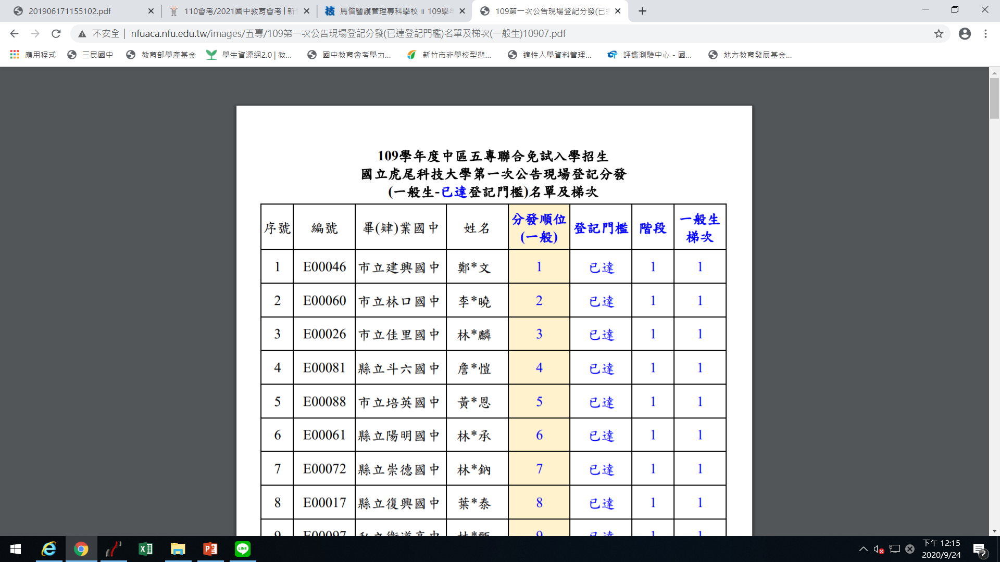 201906171155102.pdf
110會考/2021國中教育會考 | 新
馬偕醫護管理專科學校 ॥ 109學
109第一次公告現場登記分發(已
不安全 | nfuaca.nfu.edu.tw/images/五專/109第一次公告現場登記分發(已達登記門檻)名單及梯次(一般生)10907.pdf
應用程式 三民國中 教育部學產基金 學生資源網2.0 | 教... 國中教育會考學力... 新竹市非學校型態... 適性入學資料管理... 評鑑測驗中心 - 國... 地方教育發展基金...
109學年度中區五專聯合免試入學招生
國立虎尾科技大學第一次公告現場登記分發
(一般生-已達登記門檻)名單及梯次
序號 編號 畢(肄)業國中 姓名 分發順位(一般) 登記門檻 階段 一般生梯次
1 E00046 市立建興國中 鄭*文 1 已達 1 1
2 E00060 市立林口國中 李*曉 2 已達 1 1
3 E00026 市立佳里國中 林*麟 3 已達 1 1
4 E00081 縣立斗六國中 詹*愷 4 已達 1 1
5 E00088 市立培英國中 黃*恩 5 已達 1 1
6 E00061 縣立陽明國中 林*承 6 已達 1 1
7 E00072 縣立崇德國中 林*鈉 7 已達 1 1
8 E00017 縣立復興國中 葉*泰 8 已達 1 1
9 E00097 私立衛道高中 9 已達 1 1
LINE
下午 12:15
2020/9/24
2